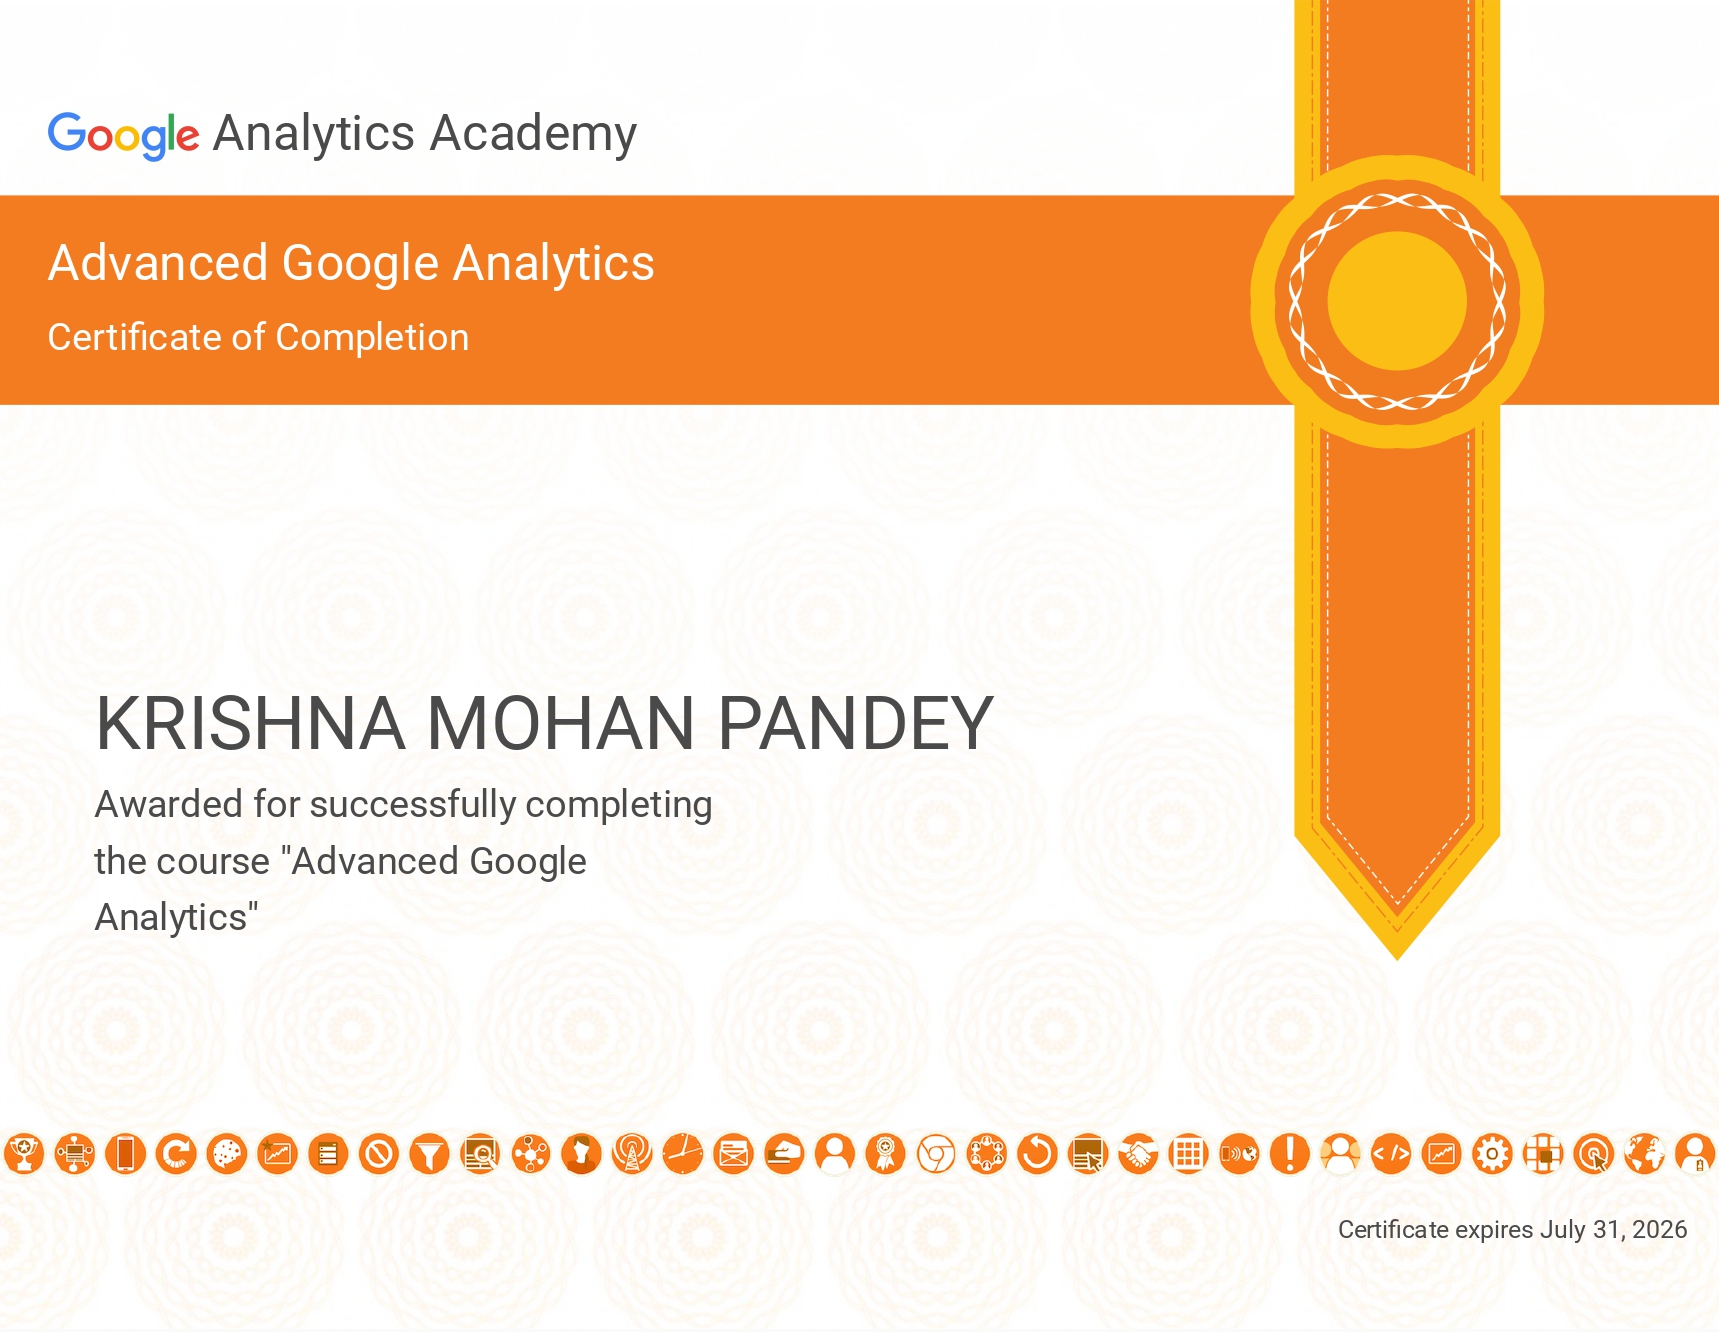 Google Analytics Academy
Advanced Google Analytics
Certificate of Completion
KRISHNA MOHAN PANDEY
Awarded for successfully completing
the course "Advanced Google
Analytics"
Certificate expires July 31, 2026